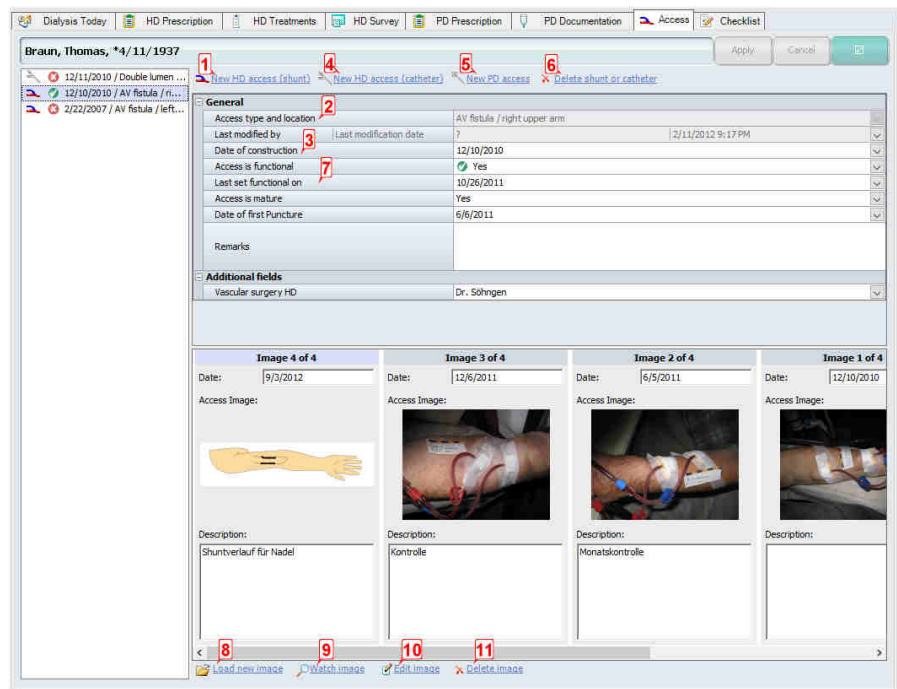 Dialysis Today HD Prescription HD Treatments HD Survey PD Prescription PD Documentation Access Checklist
Braun, Thomas, *4/11/1937 Apply Cancel
12/11/2010 / Double lumen ...
12/10/2010 / AV fistula / ri...
2/22/2007 / AV fistula / left...
1 4 5 6
New HD access (shunt) New HD access (catheter) New PD access Delete shunt or catheter
General
2
Access type and location AV fistula / right upper arm
Last modified by Last modification date ? 2/11/2012 9:17 PM
3
Date of construction 12/10/2010
Access is functional Yes
7
Last set functional on 10/26/2011
Access is mature Yes
Date of first Puncture 6/6/2011
Remarks
Additional fields
Vascular surgery HD Dr. Söhngen
Image 4 of 4 Image 3 of 4 Image 2 of 4 Image 1 of 4
Date: 9/3/2012 Date: 12/6/2011 Date: 6/5/2011 Date: 12/10/2010
Access Image: Access Image: Access Image: Access Image:
Description: Description: Description: Description:
Shuntverlauf für Nadel Kontrolle Monatskontrolle
8 9 10 11
Load new image Watch image Edit image Delete image